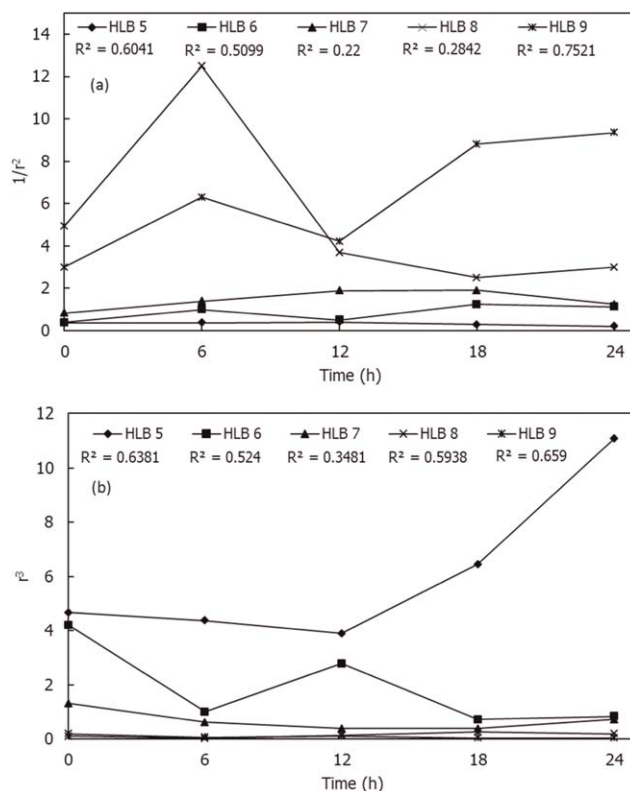 HLB 5 HLB 6 HLB 7 HLB 8 HLB 9
R² = 0.6041 R² = 0.5099 R² = 0.22 R² = 0.2842 R² = 0.7521
(a)
14
12
10
8
6
4
2
0
1/r²
0 6 12 18 24
Time (h)
HLB 5 HLB 6 HLB 7 HLB 8 HLB 9
R² = 0.6381 R² = 0.524 R² = 0.3481 R² = 0.5938 R² = 0.659
(b)
12
10
8
6
4
2
0
r³
0 6 12 18 24
Time (h)